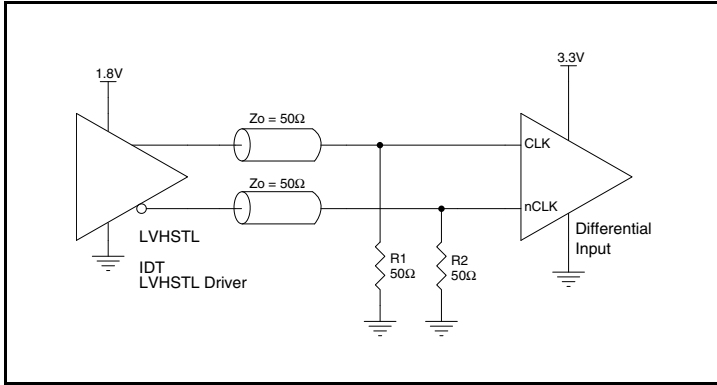 1.8V
3.3V
Zo = 50Ω
CLK
Zo = 50Ω
nCLK
LVHSTL
IDT
LVHSTL Driver
R1
50Ω
R2
50Ω
Differential
Input